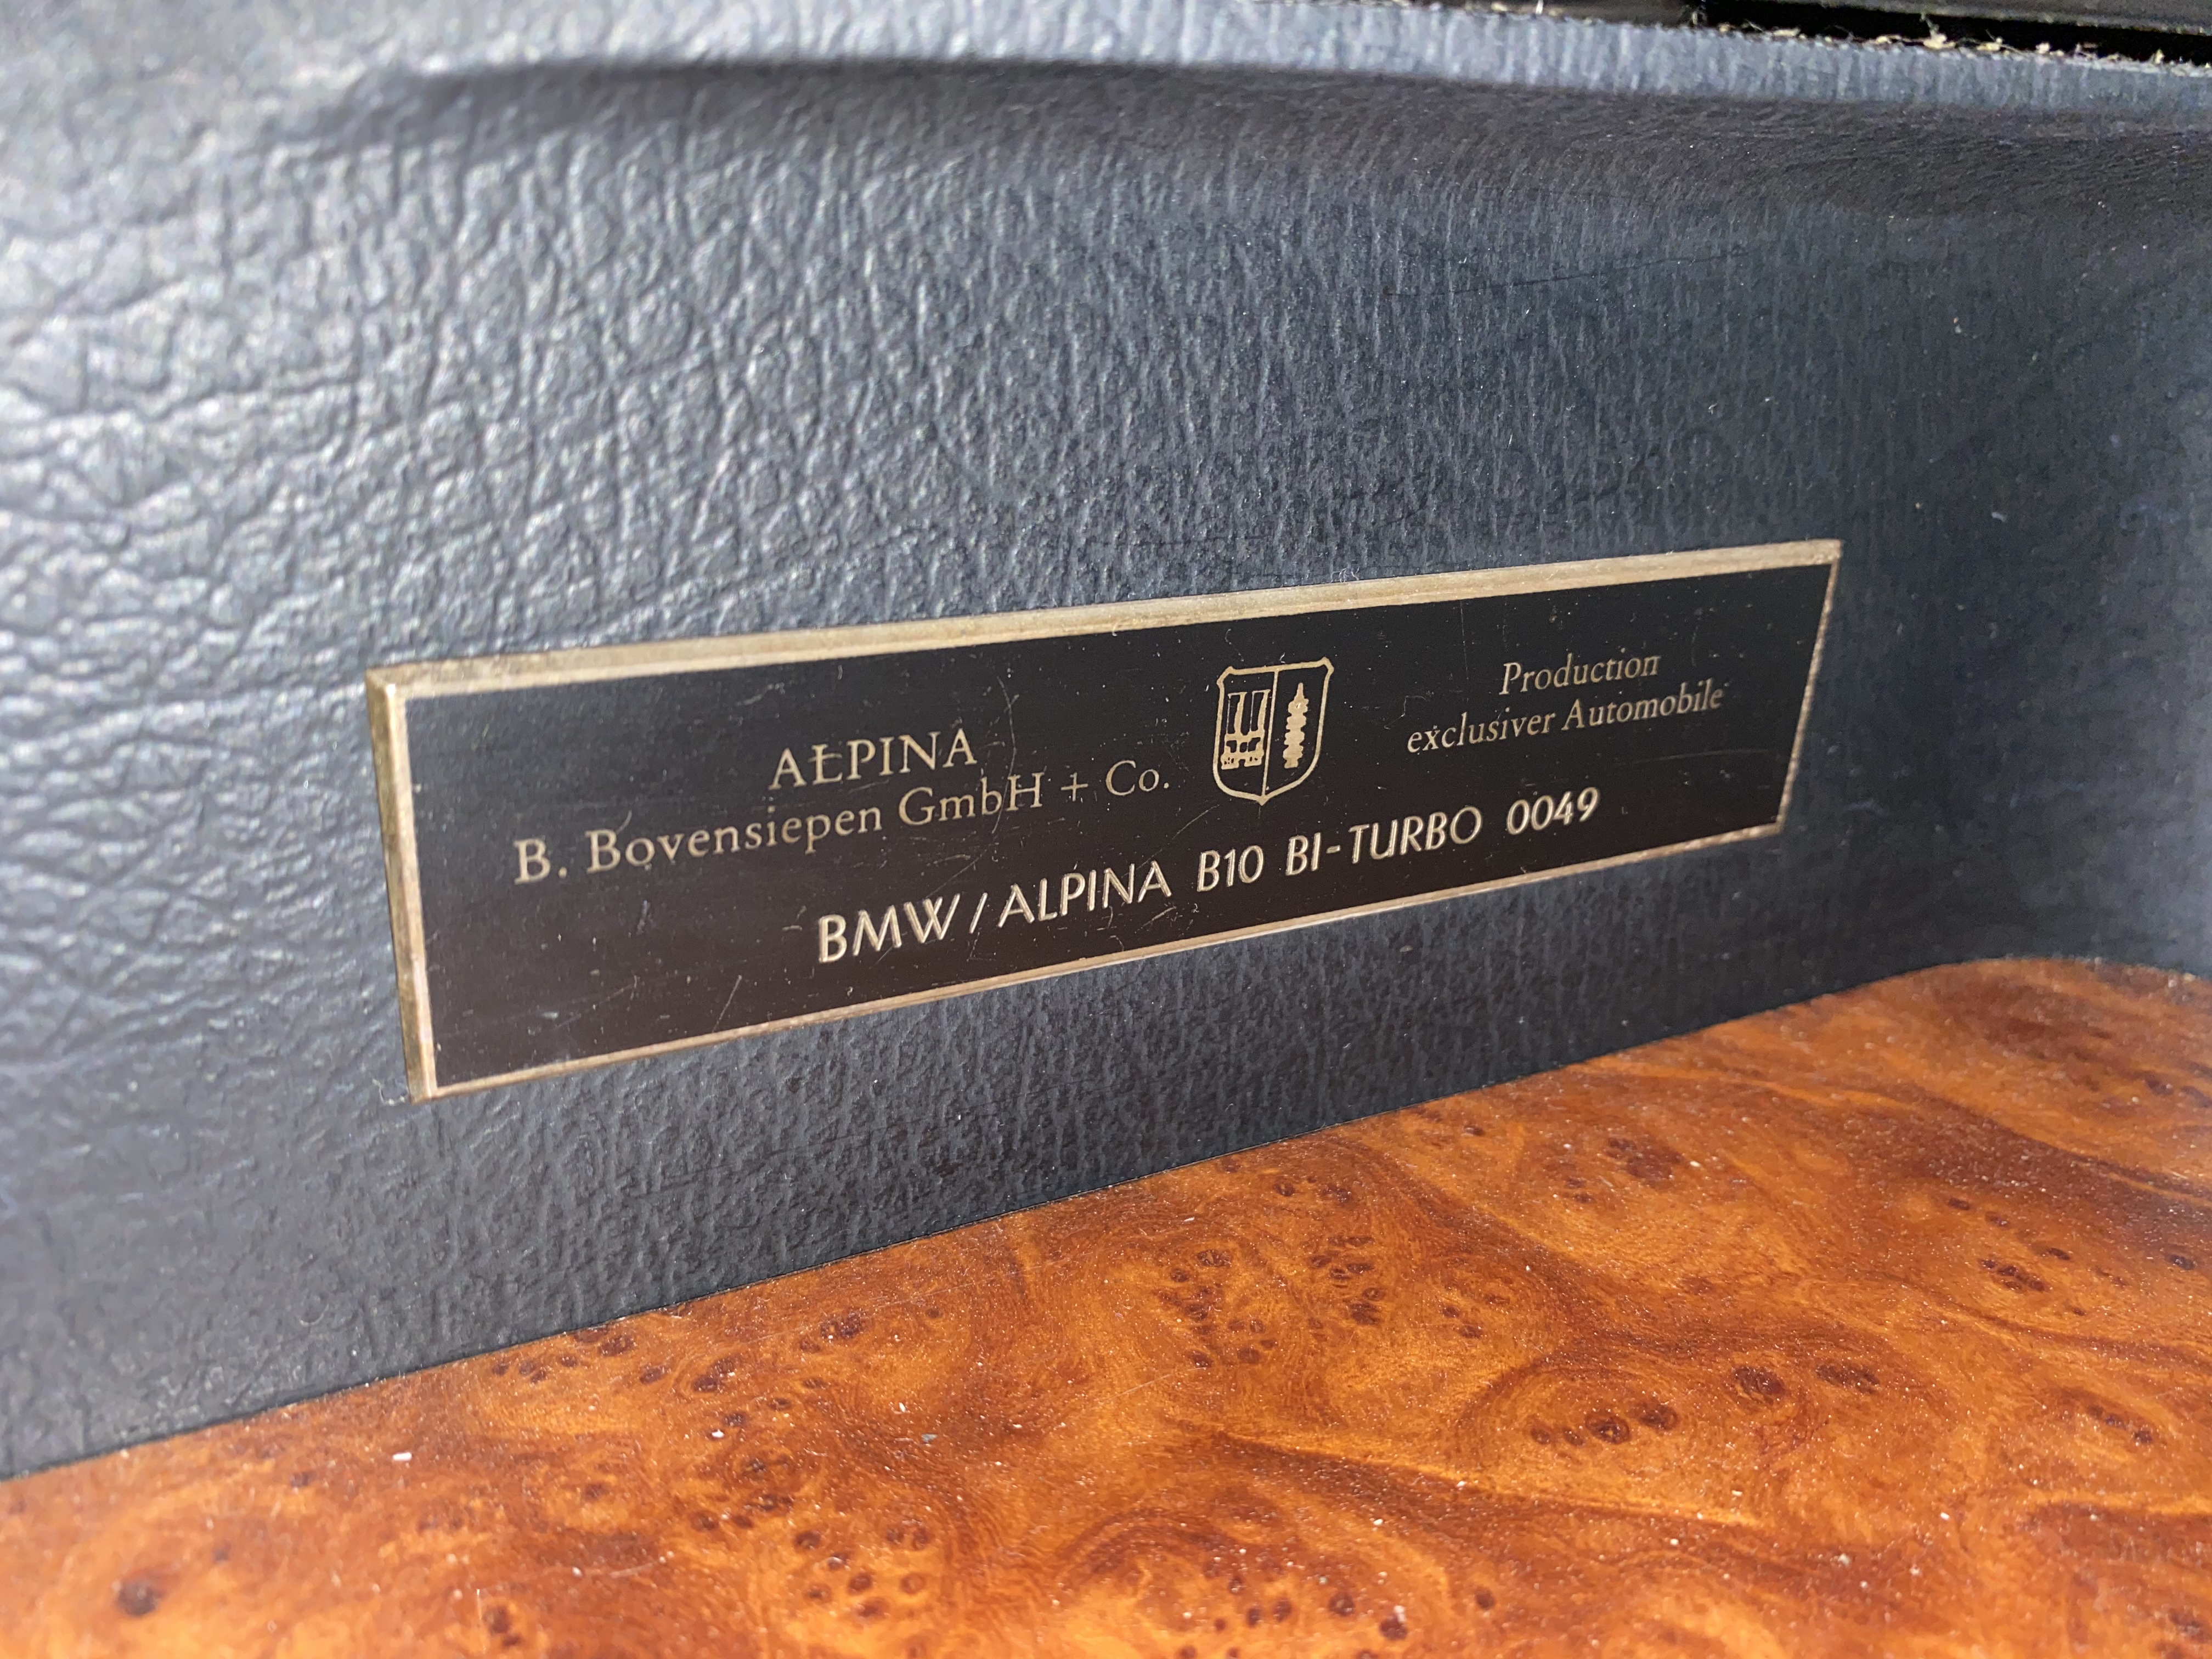 ALPINA
B. Bovensiepen GmbH + Co.
Production
exclusiver Automobile
BMW / ALPINA B10 BI-TURBO 0049